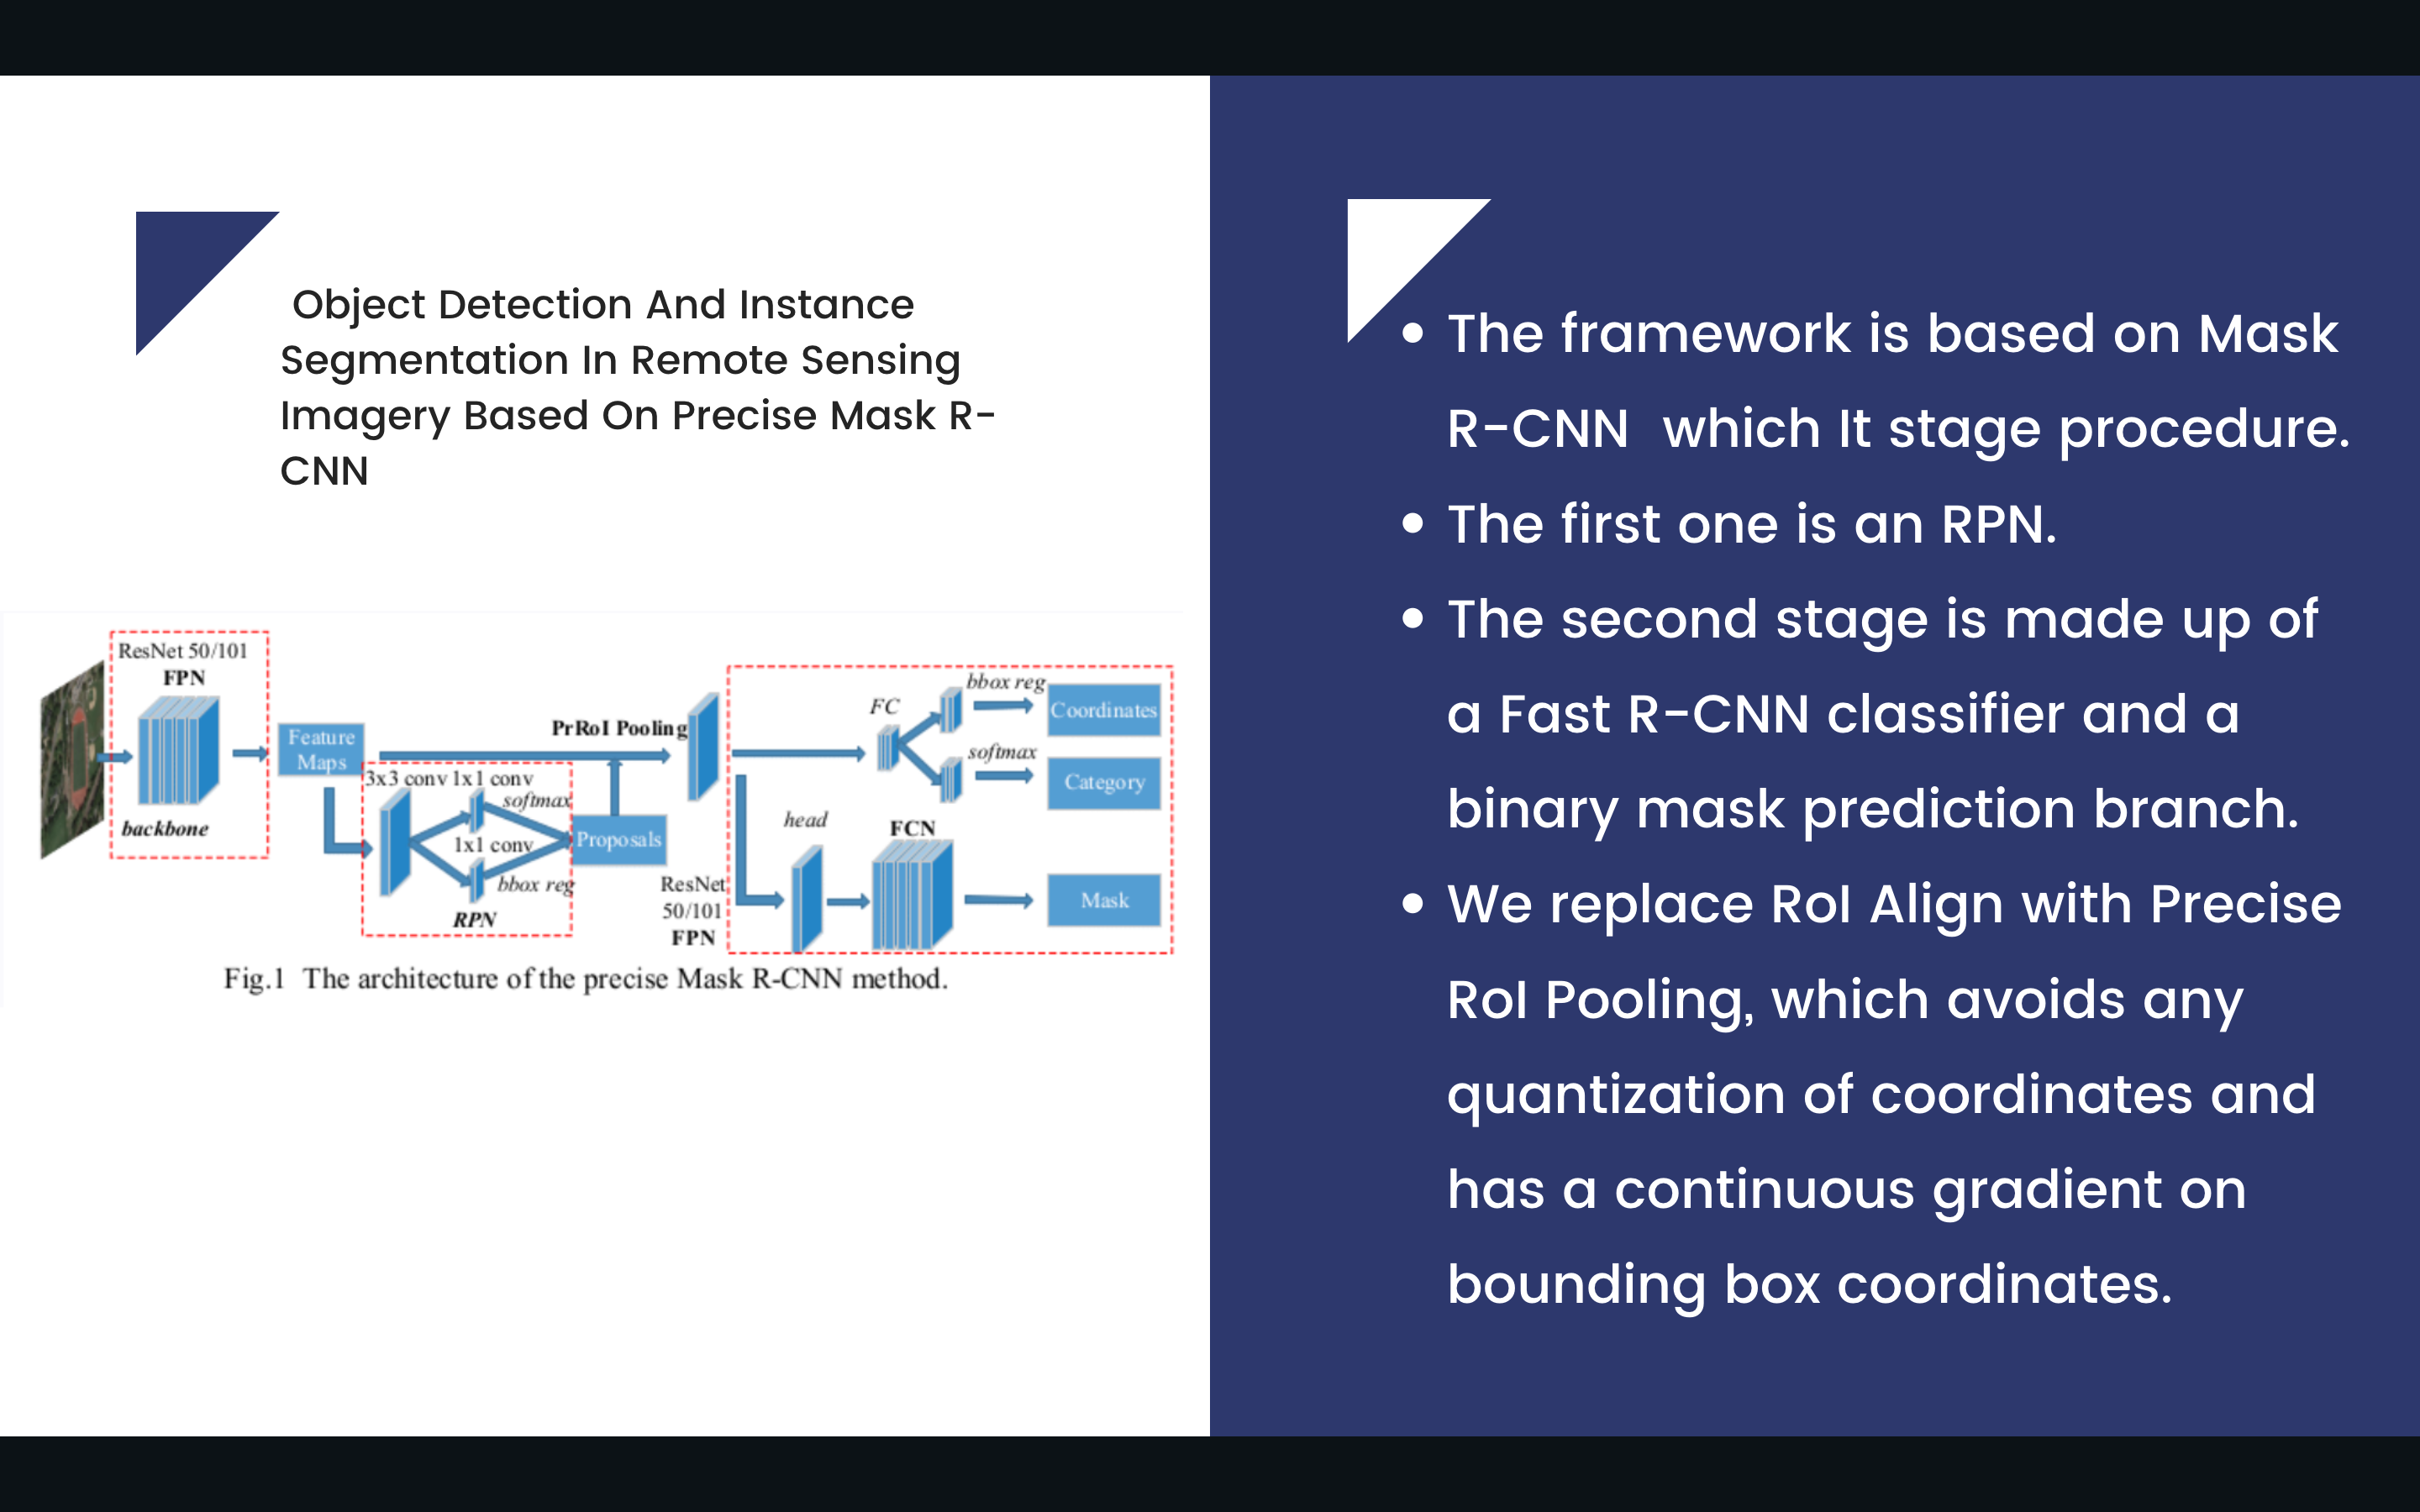 Object Detection And Instance
Segmentation In Remote Sensing
Imagery Based On Precise Mask R-
CNN
ResNet 50/101
FPN
backbone
Feature
Maps
3x3 conv 1x1 conv
softmax
1x1 conv
bbox reg
RPN
Proposals
PrRoI Pooling
ResNet
50/101
FPN
FC
bbox reg
Coordinates
softmax
Category
head
FCN
Mask
Fig.1 The architecture of the precise Mask R-CNN method.
• The framework is based on Mask
R-CNN which It stage procedure.
• The first one is an RPN.
• The second stage is made up of
a Fast R-CNN classifier and a
binary mask prediction branch.
• We replace RoI Align with Precise
RoI Pooling, which avoids any
quantization of coordinates and
has a continuous gradient on
bounding box coordinates.